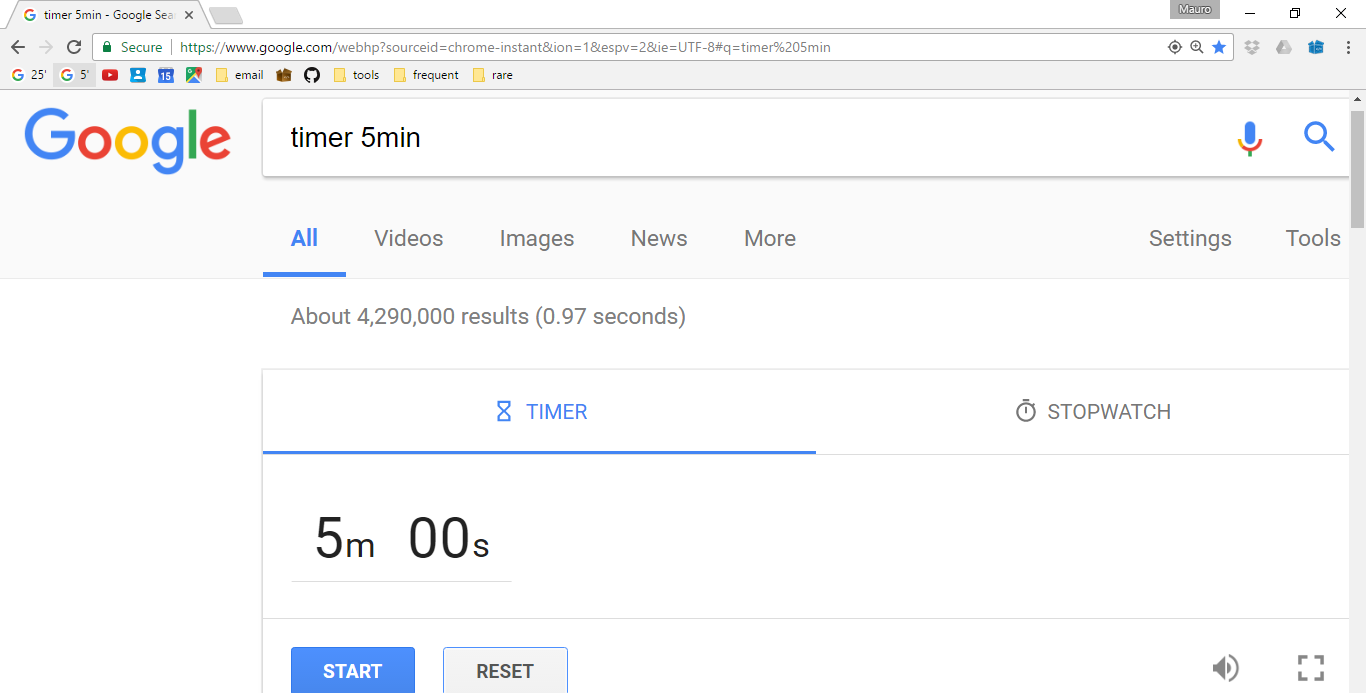 timer 5min - Google Sea
Mauro
Secure https://www.google.com/webhp?sourceid=chrome-instant&ion=1&espv=2&ie=UTF-8#q=timer%205min
25' 5' 15 email tools frequent rare
Google timer 5min
All Videos Images News More Settings Tools
About 4,290,000 results (0.97 seconds)
TIMER STOPWATCH
5m 00s
START RESET